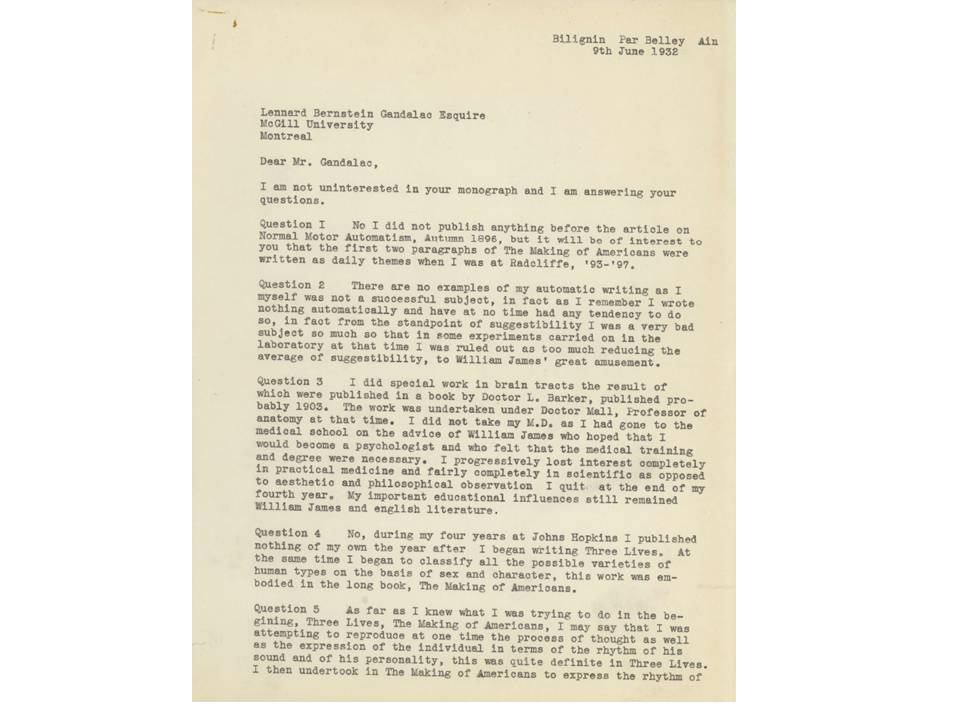 Bilignin Par Belley Ain
9th June 1932
Lennard Bernstein Gandalac Esquire
McGill University
Montreal
Dear Mr. Gandalac,
I am not uninterested in your monograph and I am answering your
questions.
Question I No I did not publish anything before the article on
Normal Motor Automatism, Autumn 1896, but it will be of interest to
you that the first two paragraphs of The Making of Americans were
written as daily themes when I was at Radcliffe, '93-'97.
Question 2 There are no examples of my automatic writing as I
myself was not a successful subject, in fact as I remember I wrote
nothing automatically and have at no time had any tendency to do
so, in fact from the standpoint of suggestibility I was a very bad
subject so much so that in some experiments carried on in the
laboratory at that time I was ruled out as too much reducing the
average of suggestibility, to William James' great amusement.
Question 3 I did special work in brain tracts the result of
which were published in a book by Doctor L. Barker, published pro-
bably 1903. The work was undertaken under Doctor Mall, Professor of
anatomy at that time. I did not take my M.D. as I had gone to the
medical school on the advice of William James who hoped that I
would become a psychologist and who felt that the medical training
and degree were necessary. I progressively lost interest completely
in practical medicine and fairly completely in scientific as opposed
to aesthetic and philosophical observation I quit at the end of my
fourth year. My important educational influences still remained
William James and english literature.
Question 4 No, during my four years at Johns Hopkins I published
nothing of my own the year after I began writing Three Lives. At
the same time I began to classify all the possible varieties of
human types on the basis of sex and character, this work was em-
bodied in the long book, The Making of Americans.
Question 5 As far as I knew what I was trying to do in the be-
gining, Three Lives, The Making of Americans, I may say that I was
attempting to reproduce at one time the process of thought as well
as the expression of the individual in terms of the rhythm of his
sound and of his personality, this was quite definite in Three Lives.
I then undertook in The Making of Americans to express the rhythm of